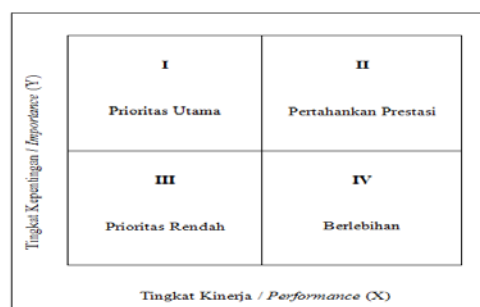 Tingkat Kepentingan / Importance (Y)
I
Prioritas Utama
II
Pertahankan Prestasi
III
Prioritas Rendah
IV
Berlebihan
Tingkat Kinerja / Performance (X)